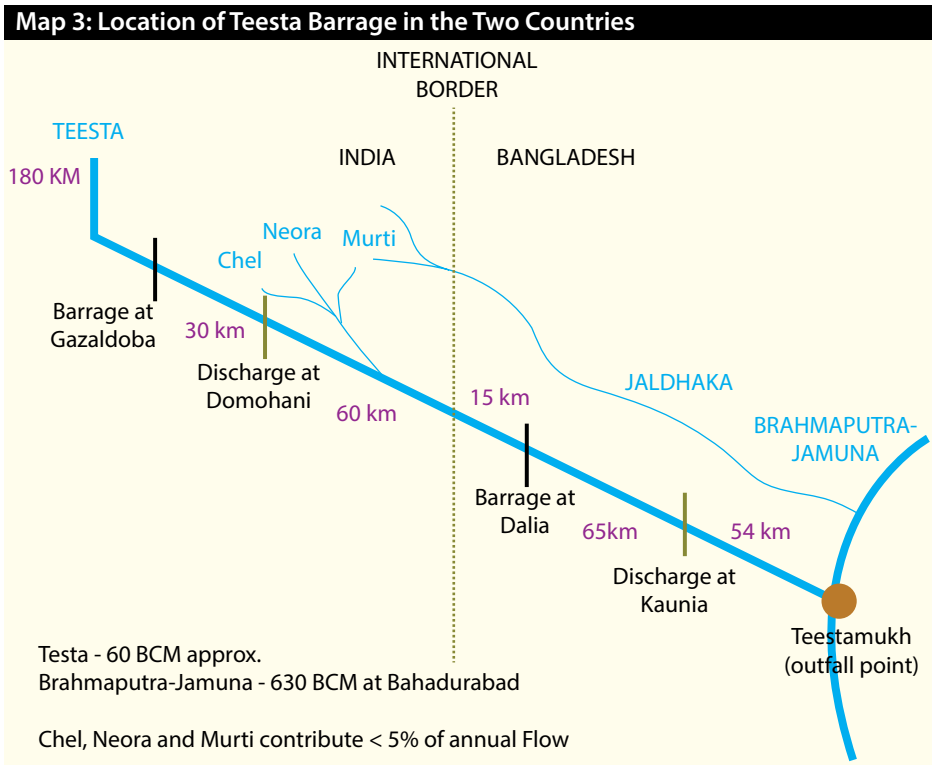 Map 3: Location of Teesta Barrage in the Two Countries
INTERNATIONAL
BORDER
TEESTA
INDIA
BANGLADESH
180 KM
Neora
Murti
Chel
Barrage at
Gazaldoba
30 km
Discharge at
Domohani
60 km
15 km
JALDHAKA
BRAHMAPUTRA-
JAMUNA
Barrage at
Dalia
65km
54 km
Discharge at
Kaunia
Teestamukh
(outfall point)
Testa - 60 BCM approx.
Brahmaputra-Jamuna - 630 BCM at Bahadurabad
Chel, Neora and Murti contribute < 5% of annual Flow